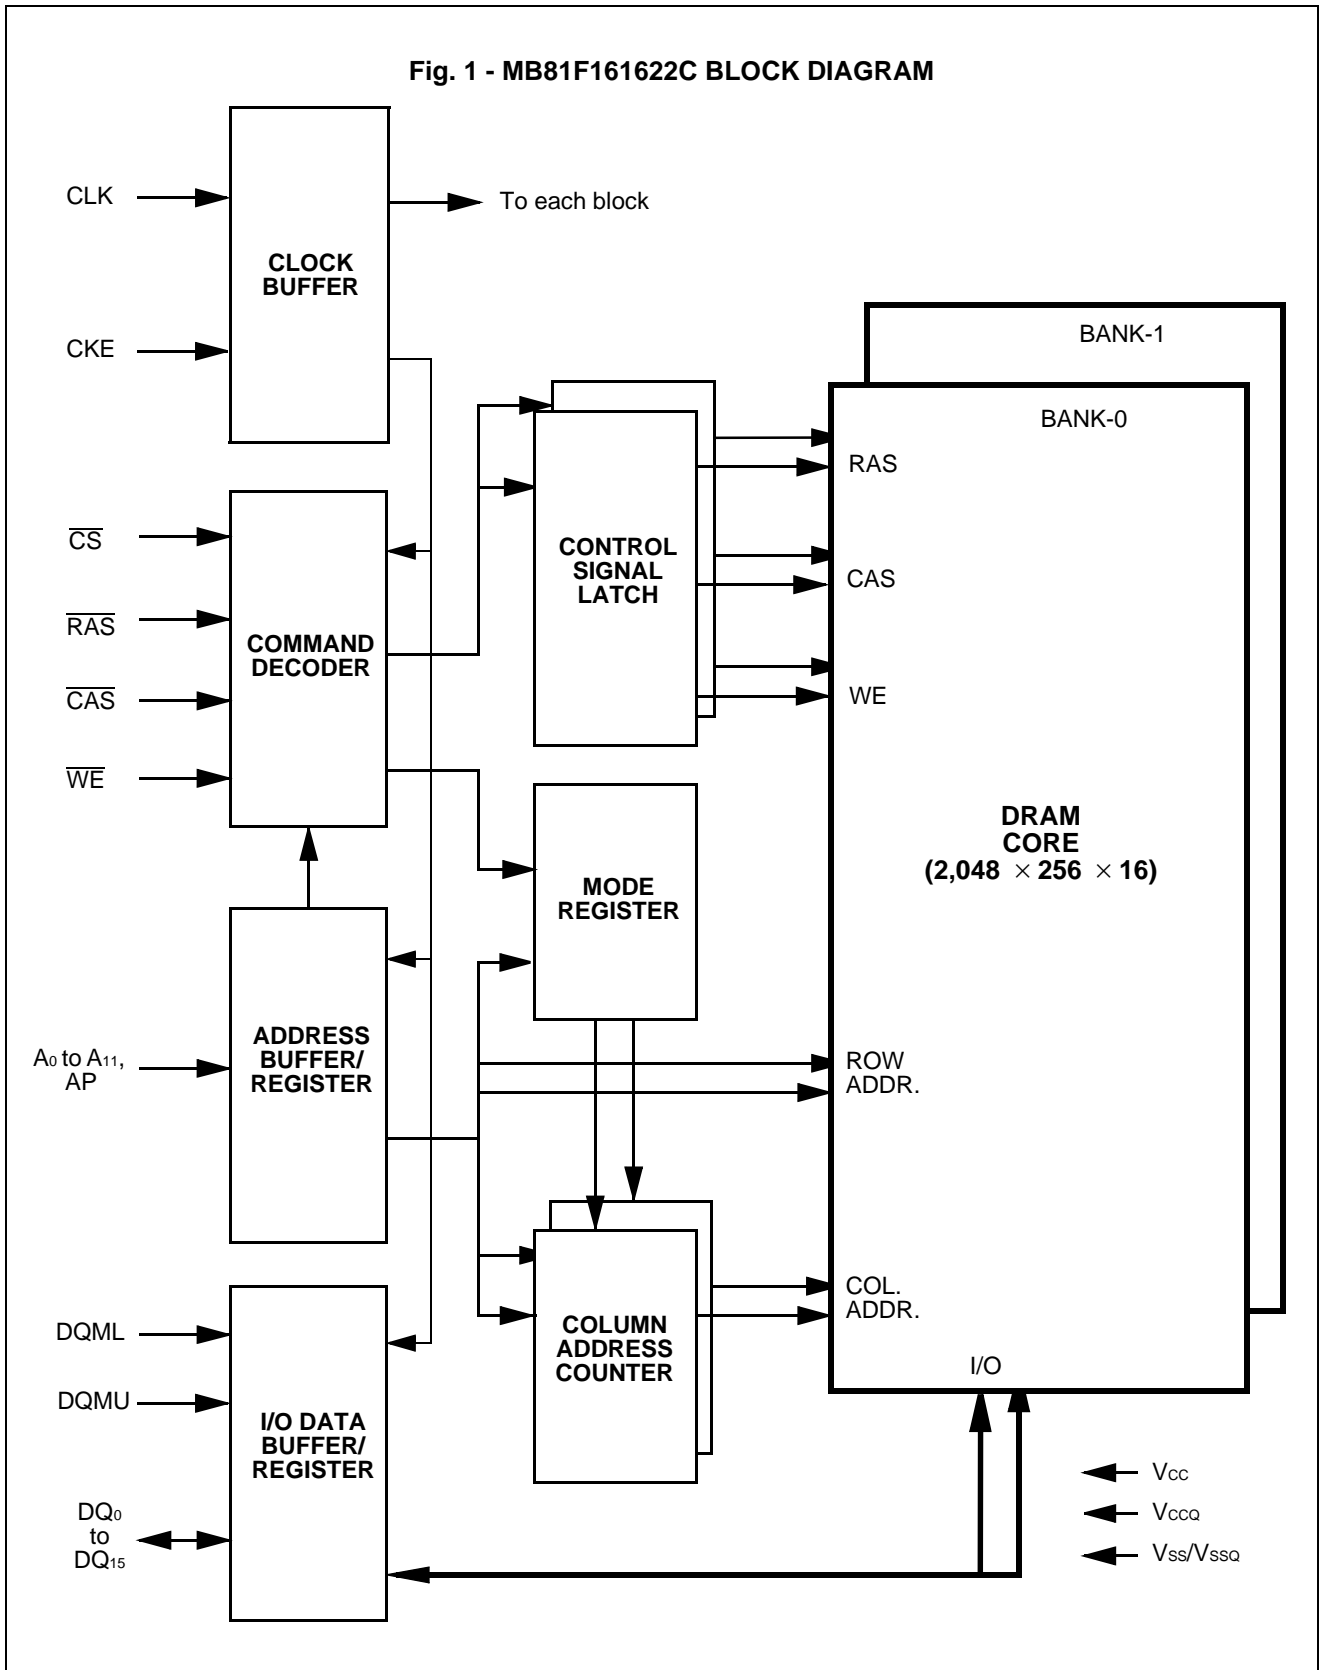 Fig. 1 - MB81F161622C BLOCK DIAGRAM
CLK
To each block
CLOCK
BUFFER
CKE
BANK-1
BANK-0
RAS
CS
CONTROL
SIGNAL
LATCH
CAS
RAS
COMMAND
DECODER
CAS
WE
WE
DRAM
CORE
(2,048 × 256 × 16)
MODE
REGISTER
ADDRESS
BUFFER/
REGISTER
A0 to A11,
AP
ROW
ADDR.
COL.
ADDR.
DQML
COLUMN
ADDRESS
COUNTER
I/O
DQMU
I/O DATA
BUFFER/
REGISTER
VCC
DQ0
to
DQ15
VCCQ
VSS/VSSQ